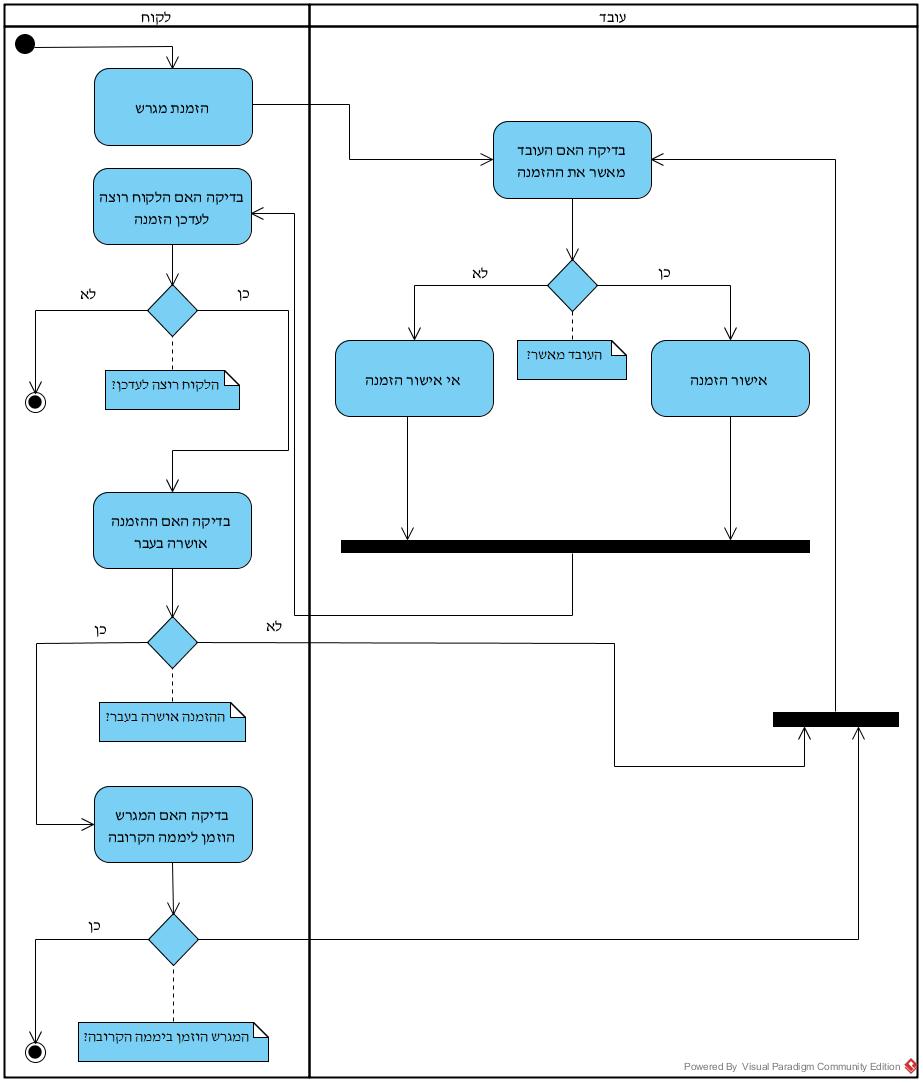 לקוח
עובד
הזמנת מגרש
בדיקה האם העובד
מאשר את ההזמנה
בדיקה האם הלקוח רוצה
לעדכן הזמנה
לא
כן
לא
כן
העובד מאשר?
הלקוח רוצה לעדכן?
אי אישור הזמנה
אישור הזמנה
בדיקה האם ההזמנה
אושרה בעבר
כן
לא
ההזמנה אושרה בעבר?
בדיקה האם המגרש
הוזמן ליממה הקרובה
כן
המגרש הוזמן ביממה הקרובה?
Powered By Visual Paradigm Community Edition